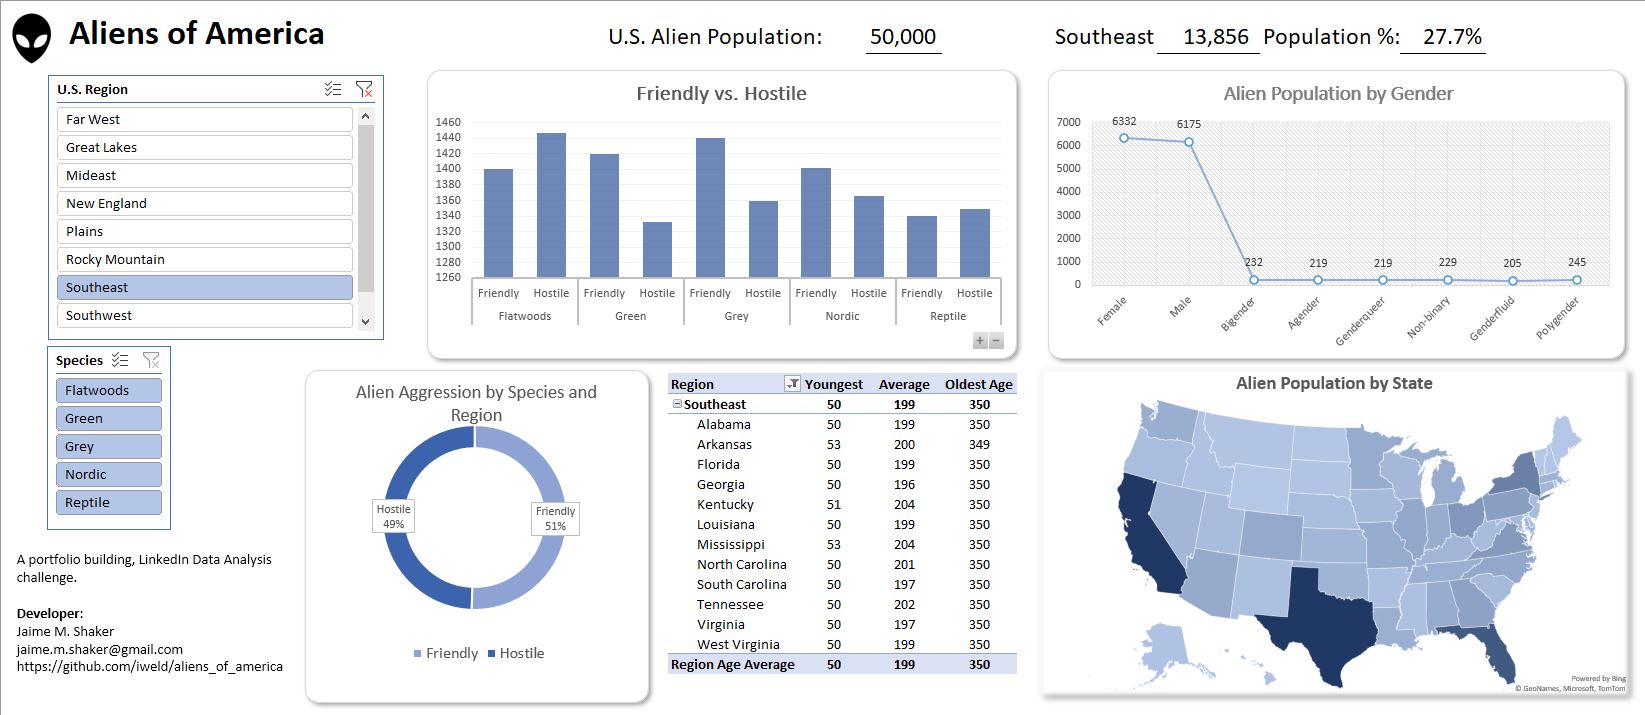 Aliens of America
U.S. Alien Population: 50,000
Southeast 13,856 Population %: 27.7%
U.S. Region
Far West
Great Lakes
Mideast
New England
Plains
Rocky Mountain
Southeast
Southwest
Species
Flatwoods
Green
Grey
Nordic
Reptile
A portfolio building, LinkedIn Data Analysis
challenge.
Developer:
Jaime M. Shaker
jaime.m.shaker@gmail.com
https://github.com/iweld/aliens_of_america
Friendly vs. Hostile
1460
1440
1420
1400
1380
1360
1340
1320
1300
1280
1260
Friendly Hostile Friendly Hostile Friendly Hostile Friendly Hostile Friendly Hostile
Flatwoods Green Grey Nordic Reptile
+ −
Alien Population by Gender
7000
6000
5000
4000
3000
2000
1000
0
6332 6175 232 219 219 229 205 245
Female Male Bigender Agender Genderqueer Non-binary Genderfluid Polygender
Alien Aggression by Species and
Region
Hostile
49%
Friendly
51%
Friendly Hostile
Region Youngest Average Oldest Age
Southeast 50 199 350
Alabama 50 199 350
Arkansas 53 200 349
Florida 50 199 350
Georgia 50 196 350
Kentucky 51 204 350
Louisiana 50 199 350
Mississippi 53 204 350
North Carolina 50 201 350
South Carolina 50 197 350
Tennessee 50 202 350
Virginia 50 197 350
West Virginia 50 199 350
Region Age Average 50 199 350
Alien Population by State
Powered by Bing
© GeoNames, Microsoft, TomTom